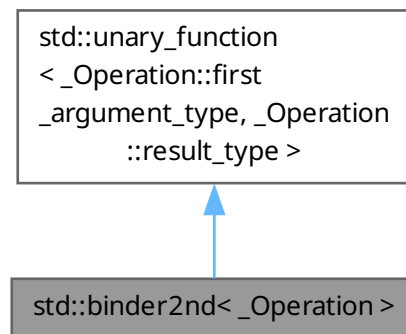 std::unary_function
< _Operation::first
_argument_type, _Operation
::result_type >
std::binder2nd< _Operation >